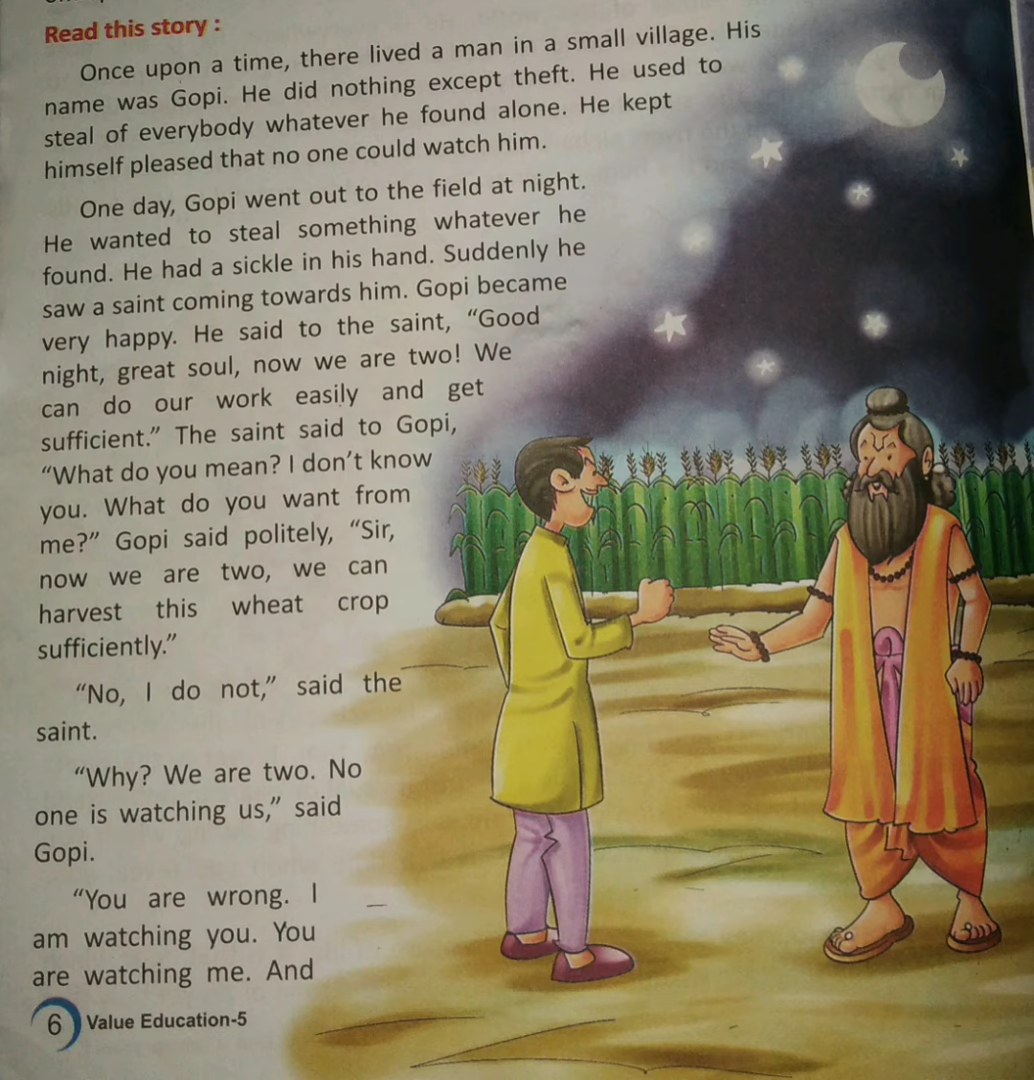 Read this story :
Once upon a time, there lived a man in a small village. His
name was Gopi. He did nothing except theft. He used to
steal of everybody whatever he found alone. He kept
himself pleased that no one could watch him.
One day, Gopi went out to the field at night.
He wanted to steal something whatever he
found. He had a sickle in his hand. Suddenly he
saw a saint coming towards him. Gopi became
very happy. He said to the saint, “Good
night, great soul, now we are two! We
can do our work easily and get
sufficient.” The saint said to Gopi,
“What do you mean? I don’t know
you. What do you want from
me?” Gopi said politely, “Sir,
now we are two, we can
harvest this wheat crop
sufficiently.”
“No, I do not,” said the
saint.
“Why? We are two. No
one is watching us,” said
Gopi.
“You are wrong. I
am watching you. You
are watching me. And
6 Value Education-5